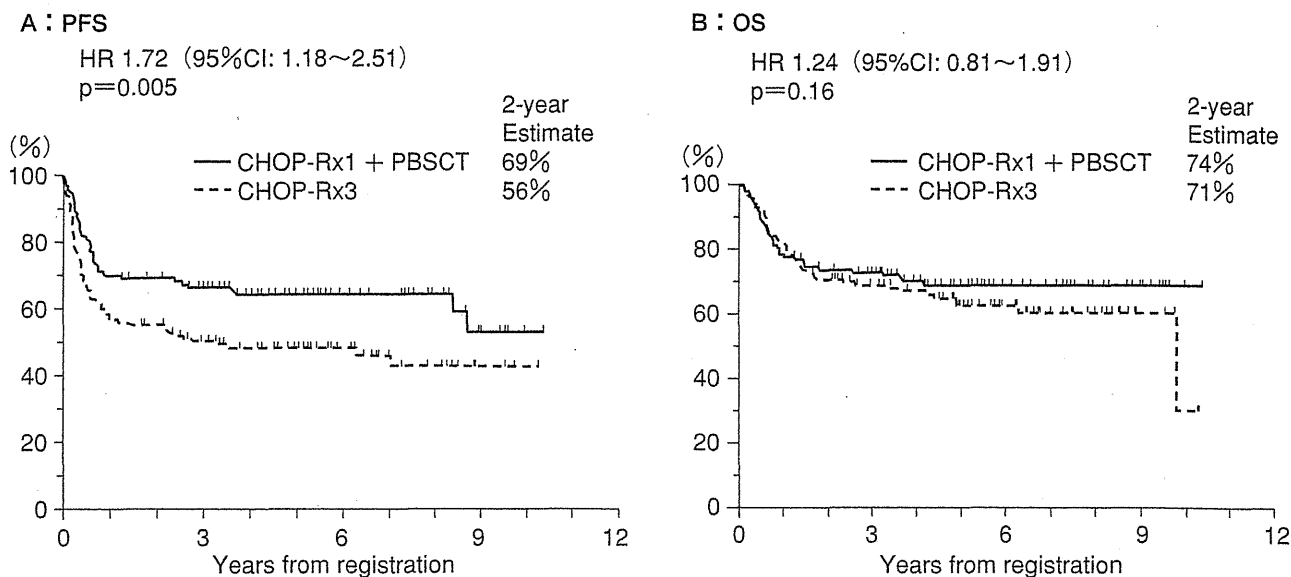 A：PFS
HR 1.72 (95%CI: 1.18～2.51)
p＝0.005
2-year
Estimate
(%)
CHOP-Rx1 + PBSCT 69%
CHOP-Rx3 56%
100
80
60
40
20
0
0 3 6 9 12
Years from registration
B：OS
HR 1.24 (95%CI: 0.81～1.91)
p＝0.16
2-year
Estimate
(%)
CHOP-Rx1 + PBSCT 74%
CHOP-Rx3 71%
100
80
60
40
20
0
0 3 6 9 12
Years from registration